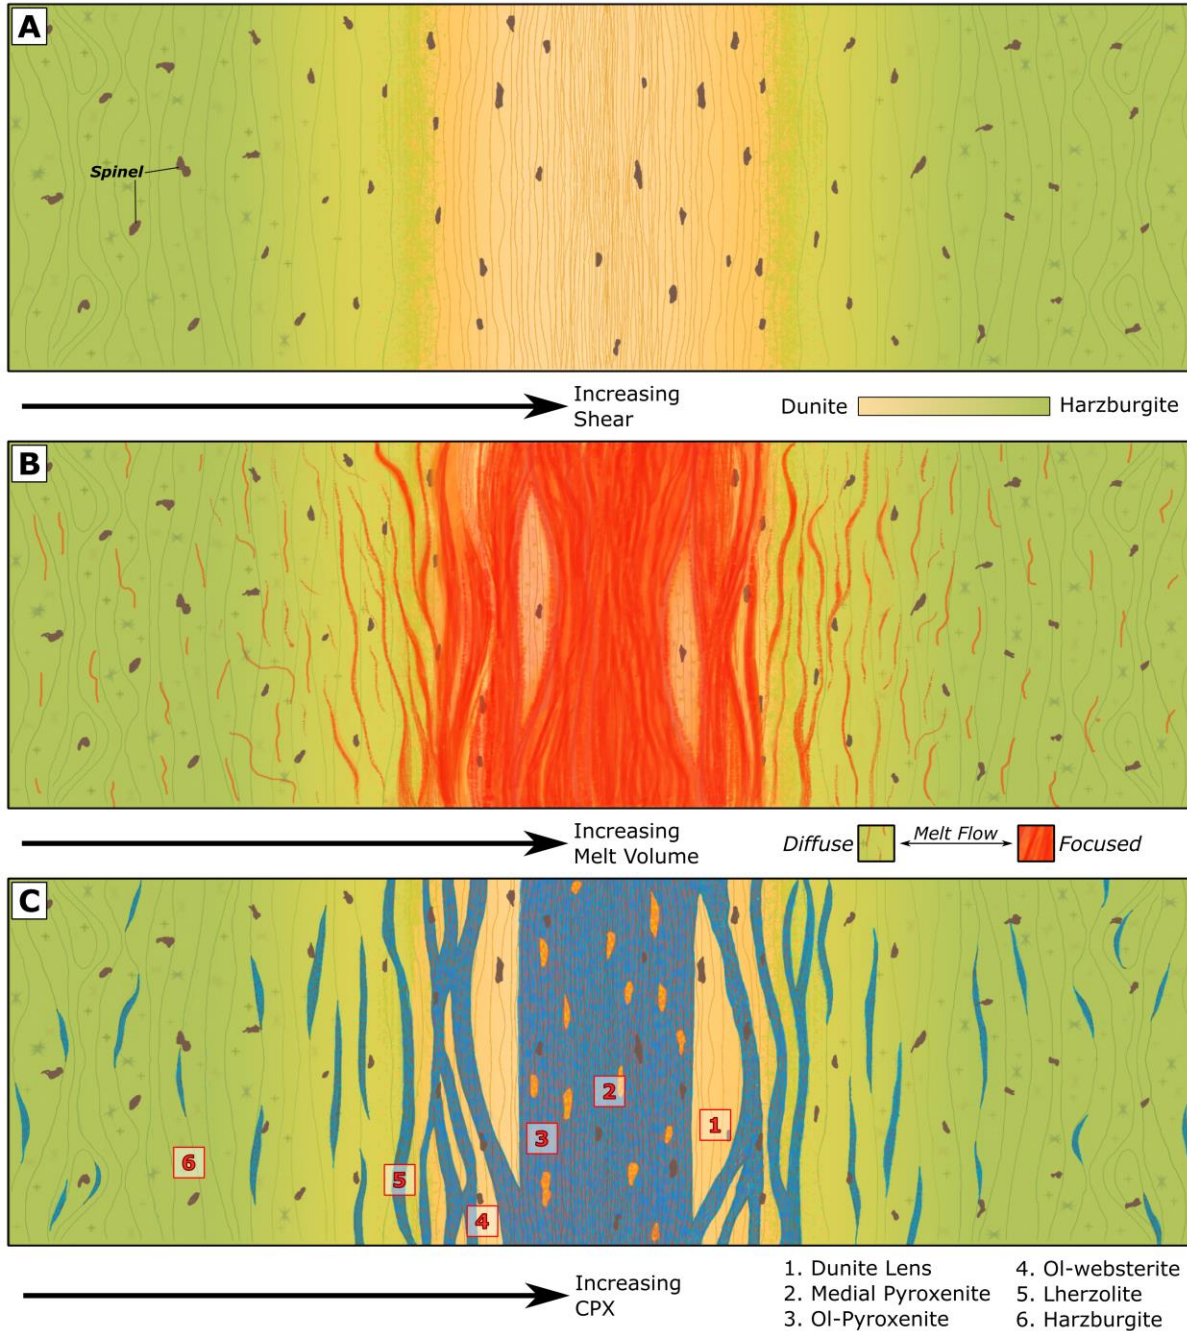 A
Spinel
Increasing
Shear
Dunite Harzburgite
B
Increasing
Melt Volume
Diffuse Melt Flow Focused
C
2
1
3
6
5
4
Increasing
CPX
1. Dunite Lens
2. Medial Pyroxenite
3. Ol-Pyroxenite
4. Ol-websterite
5. Lherzolite
6. Harzburgite